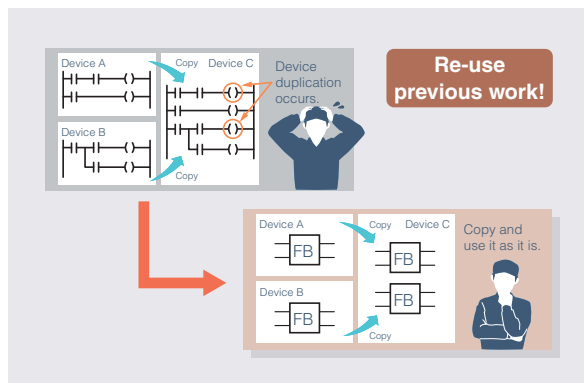 Device A
Copy
Device C
Device
duplication
occurs.
Device B
Copy
Re-use
previous work!
Device A
FB
Copy
Device C
FB
FB
Device B
FB
Copy
Copy and
use it as it is.